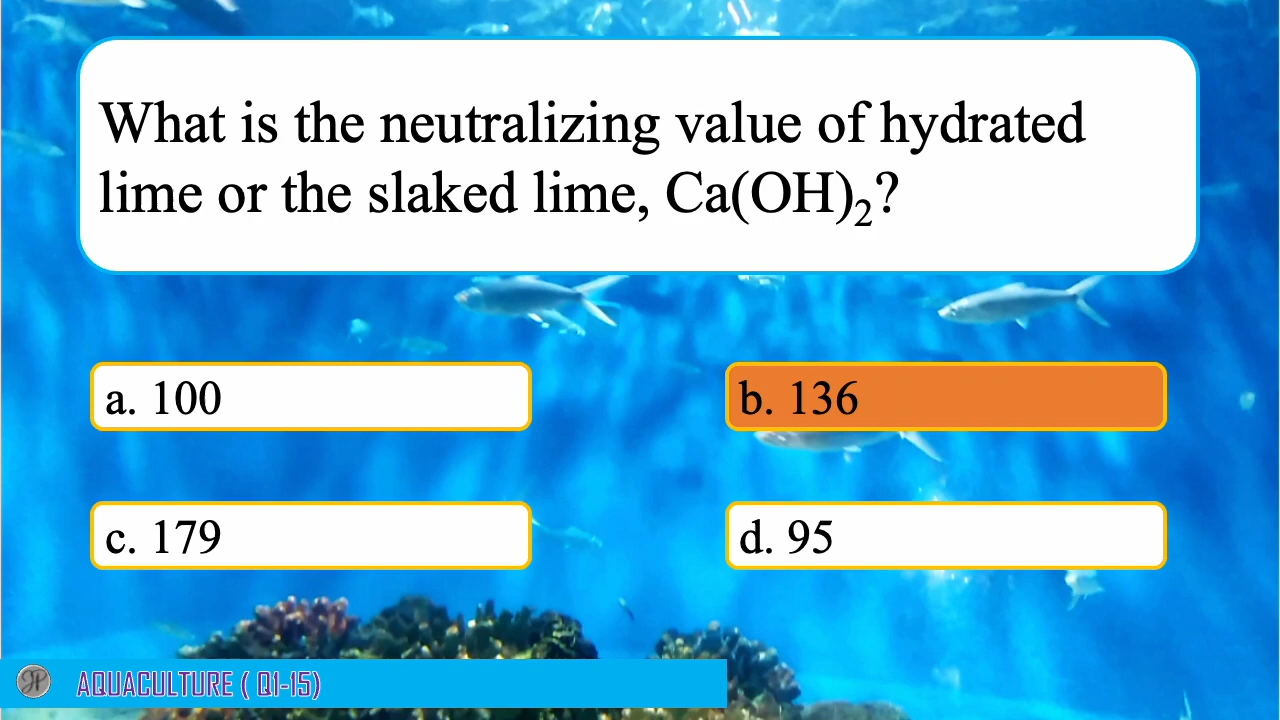 What is the neutralizing value of hydrated
lime or the slaked lime, Ca(OH)₂?
a. 100
b. 136
c. 179
d. 95
AQUACULTURE ( Q1-15)